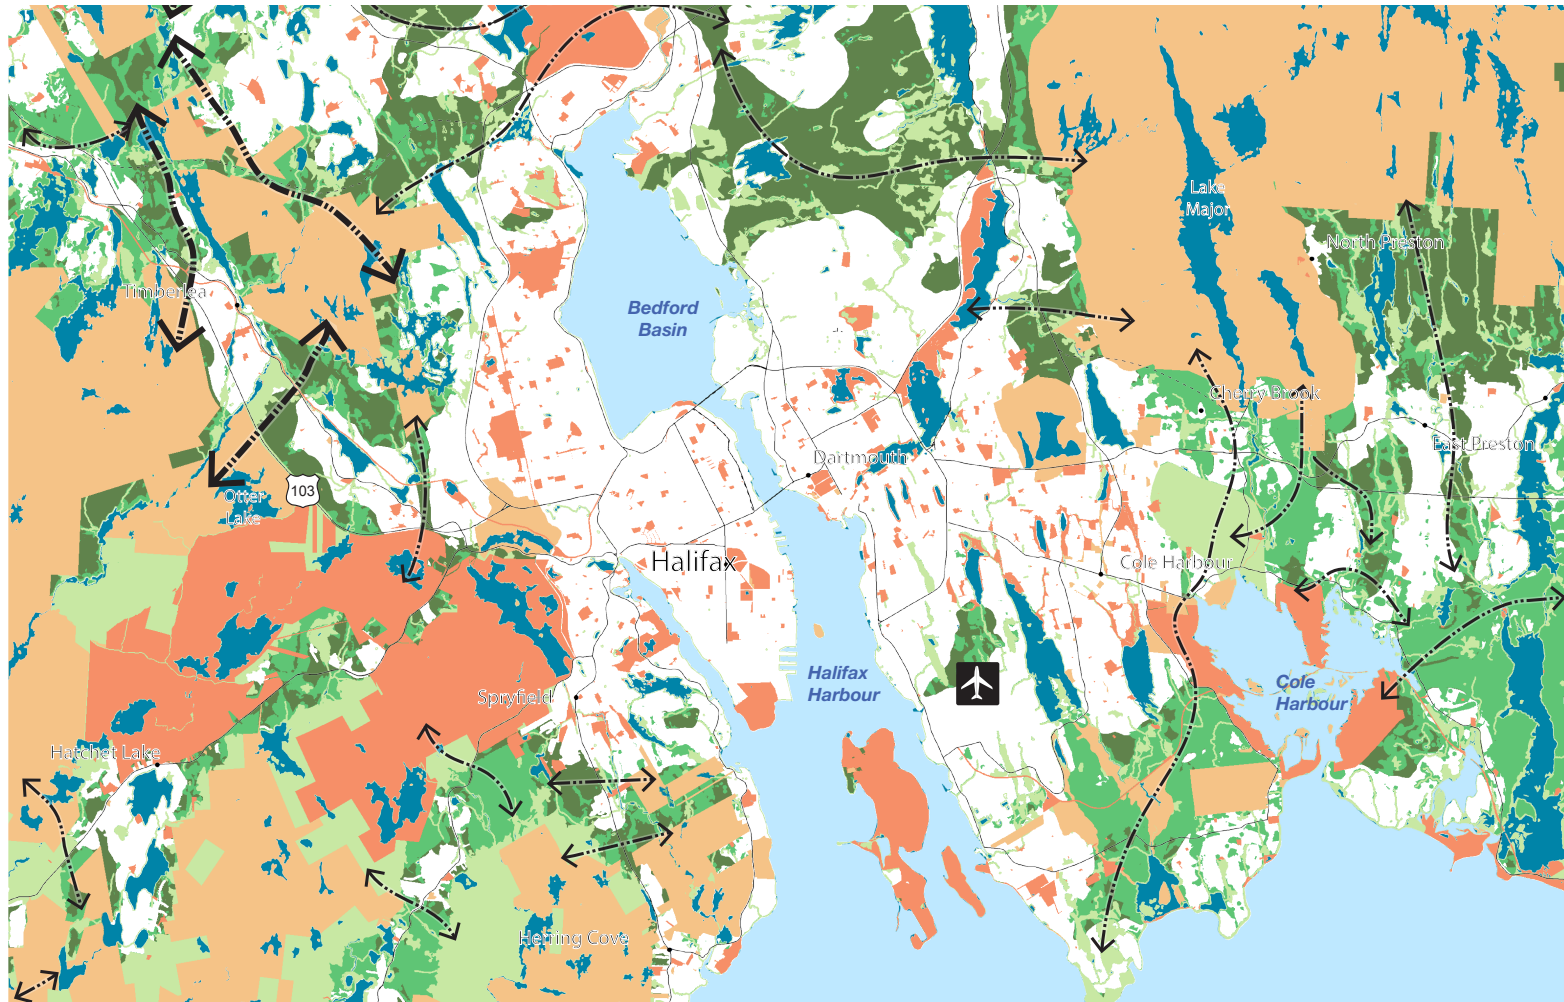 Lake
Major
North Preston
Timberlea
Bedford
Basin
Cherry Brook
East Preston
Dartmouth
103
Otter
Lake
Halifax
Cole Harbour
Halifax
Harbour
Cole
Harbour
Spryfield
Hatchet Lake
Herring Cove